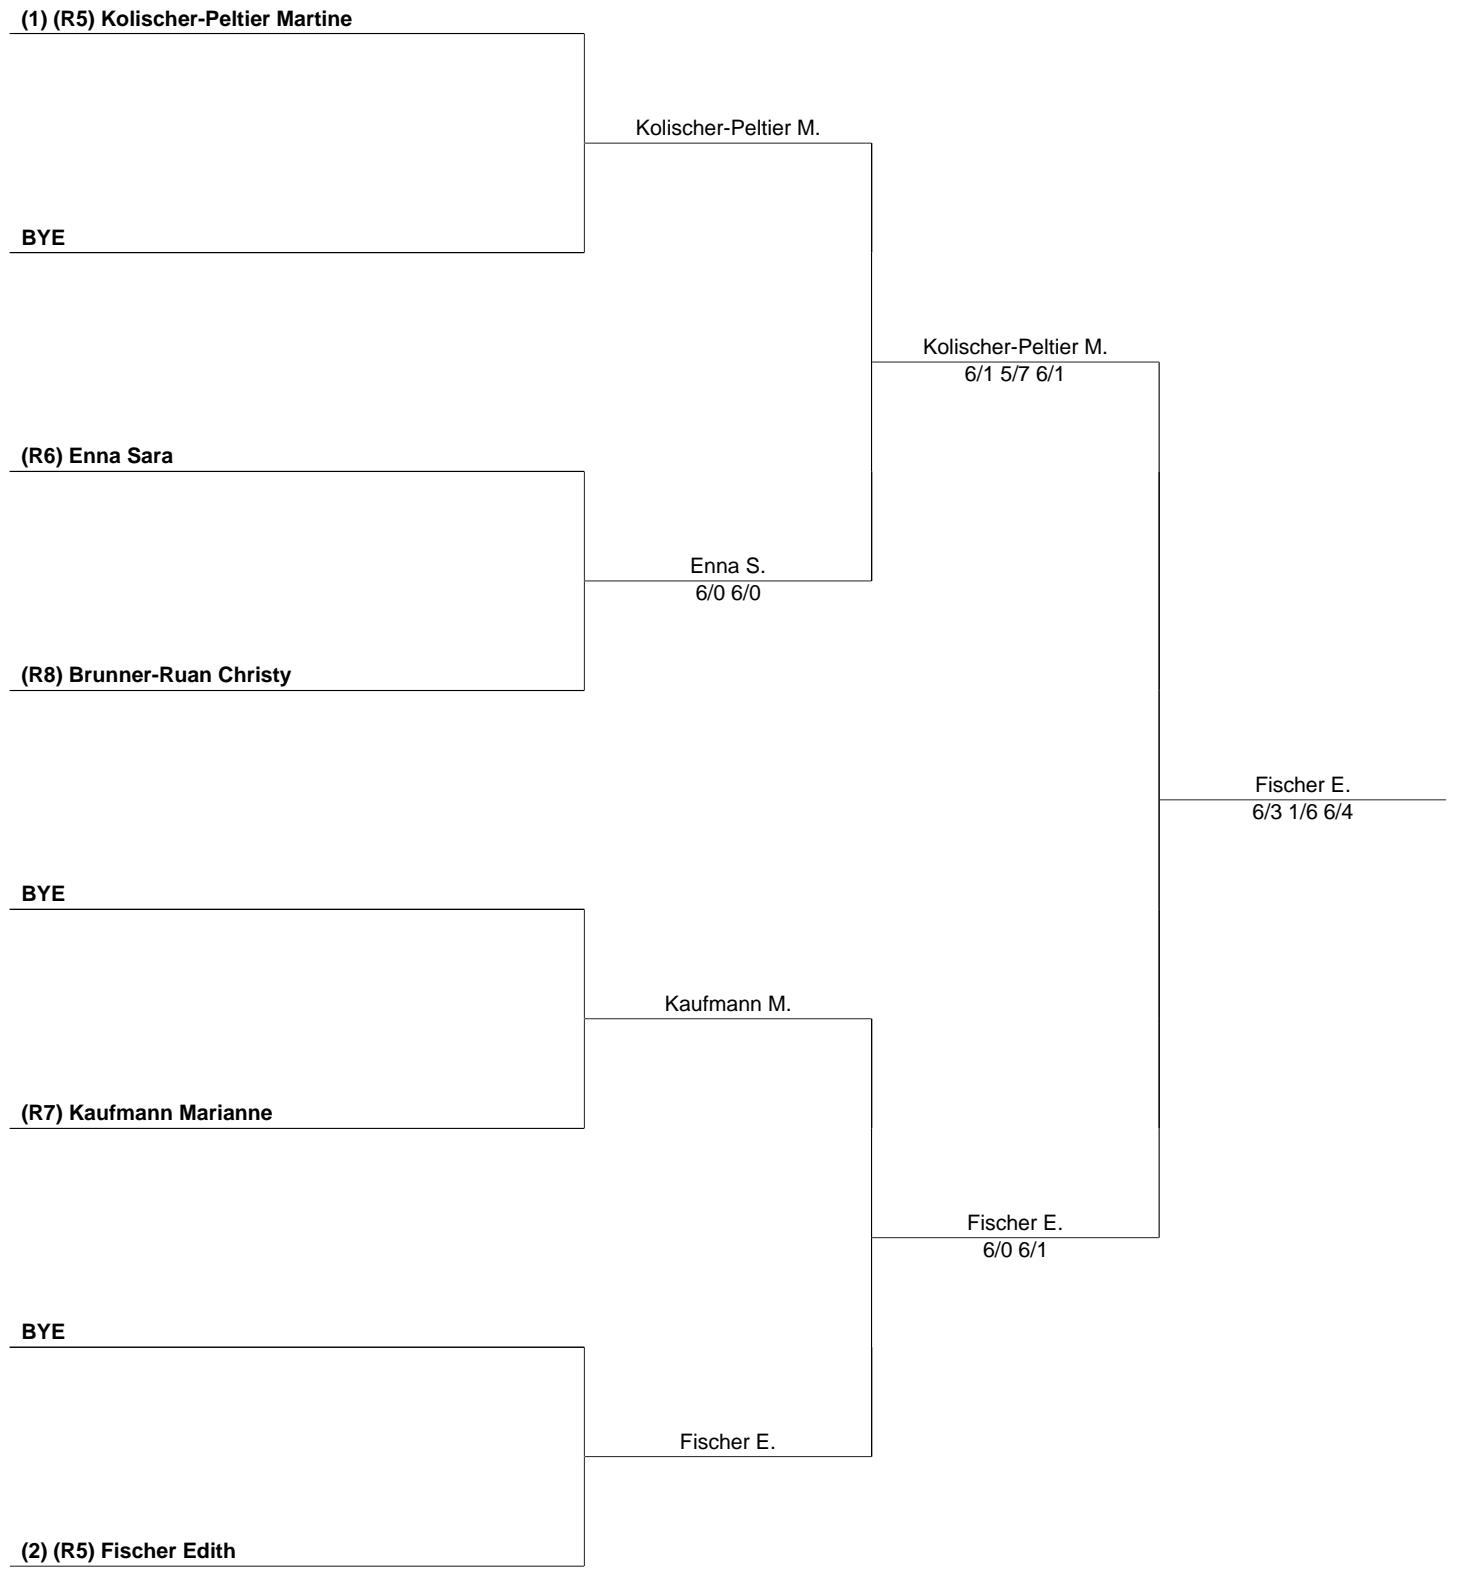 (1) (R5) Kolischer-Peltier Martine
Kolischer-Peltier M.
BYE
Kolischer-Peltier M.
6/1 5/7 6/1
(R6) Enna Sara
Enna S.
6/0 6/0
(R8) Brunner-Ruan Christy
Fischer E.
6/3 1/6 6/4
BYE
Kaufmann M.
(R7) Kaufmann Marianne
Fischer E.
6/0 6/1
BYE
Fischer E.
(2) (R5) Fischer Edith